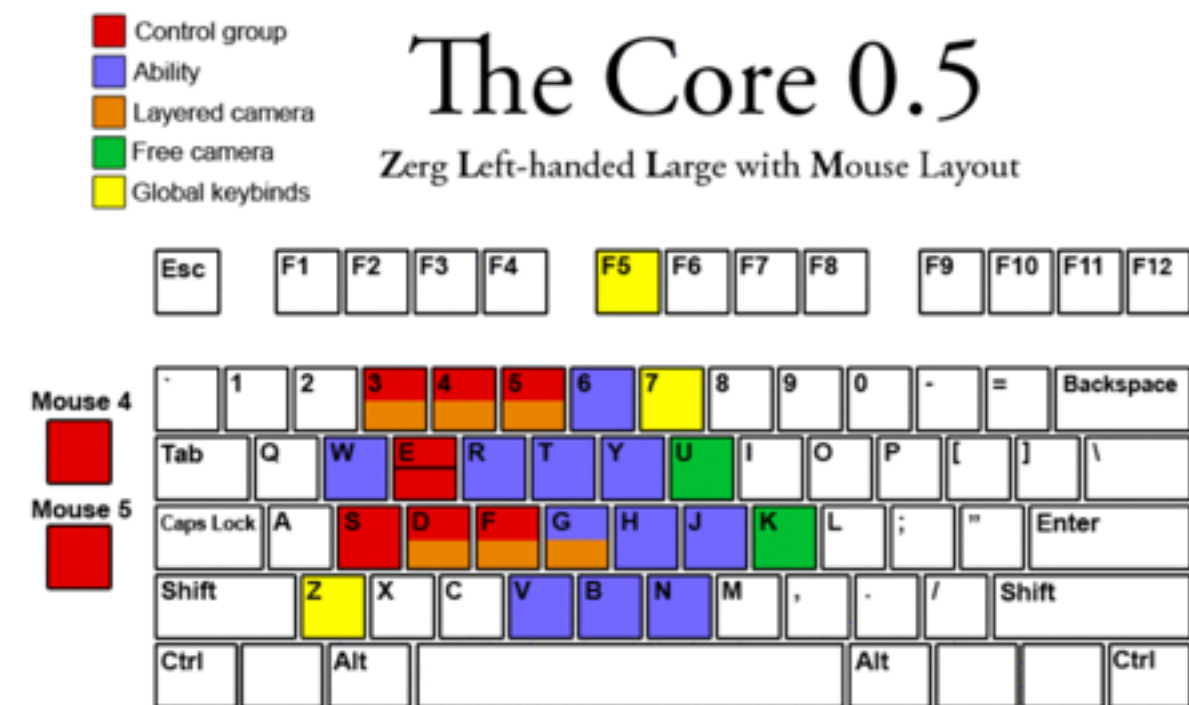 Control group
Ability
Layered camera
Free camera
Global keybinds
The Core 0.5
Zerg Left-handed Large with Mouse Layout
Esc F1 F2 F3 F4 F5 F6 F7 F8 F9 F10 F11 F12
Mouse 4
` 1 2 3 4 5 6 7 8 9 0 - = Backspace
Tab Q W E R T Y U I O P [ ] \
Mouse 5
Caps Lock A S D F G H J K L ; " Enter
Shift Z X C V B N M , . / Shift
Ctrl Alt Alt Ctrl